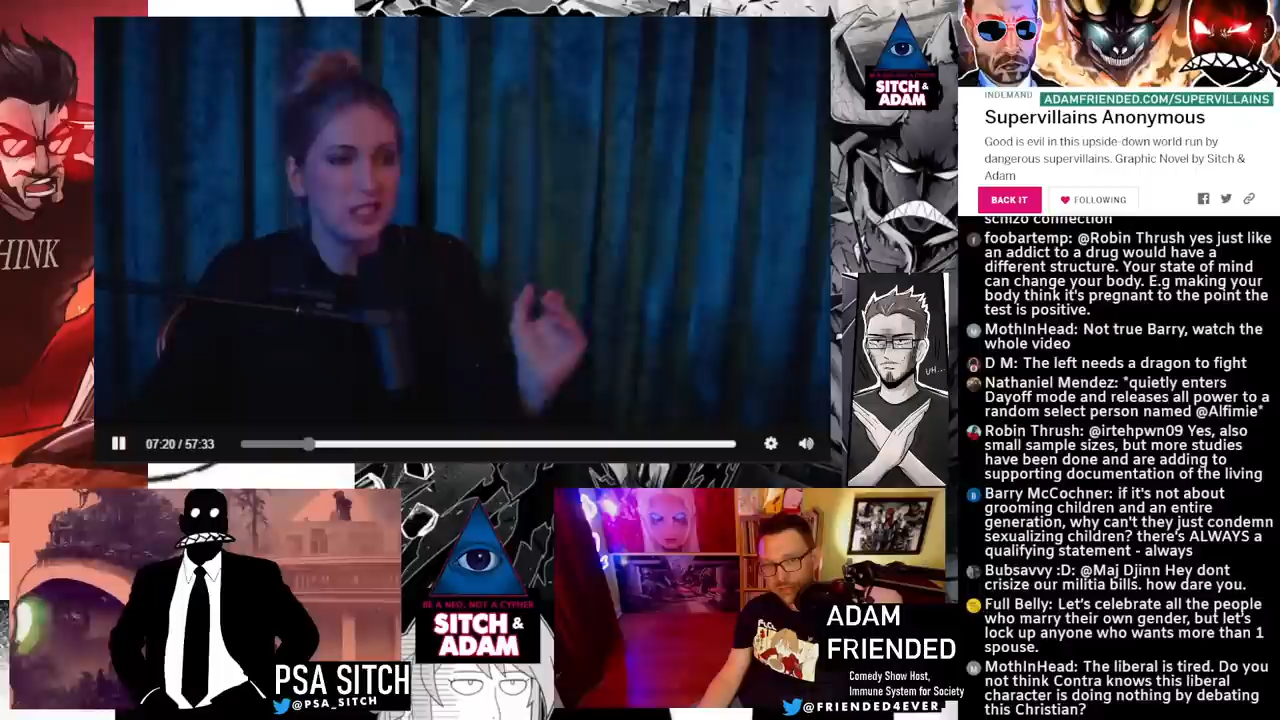 HINK
07:20 / 57:33
SITCH &
ADAM
UH...
INDEMAND
ADAMFRIENDED.COM/SUPERVILLAINS
Supervillains Anonymous
Good is evil in this upside-down world run by
dangerous supervillains. Graphic Novel by Sitch &
Adam
BACK IT
FOLLOWING
schizo connection
foobartemp: @Robin Thrush yes just like
an addict to a drug would have a
different structure. Your state of mind
can change your body. E.g making your
body think it's pregnant to the point the
test is positive.
MothInHead: Not true Barry, watch the
whole video
D M: The left needs a dragon to fight
Nathaniel Mendez: *quietly enters
Dayoff mode and releases all power to a
random select person named @Alfimie*
Robin Thrush: @irtehpwn09 Yes, also
small sample sizes, but more studies
have been done and are adding to
supporting documentation of the living
Barry McCochner: if it's not about
grooming children and an entire
generation, why can't they just condemn
sexualizing children? there's ALWAYS a
qualifying statement - always
Bubsavvy :D: @Maj Djinn Hey dont
crisize our militia bills. how dare you.
Full Belly: Let's celebrate all the people
who marry their own gender, but let's
lock up anyone who wants more than 1
spouse.
MothInHead: The liberal is tired. Do you
not think Contra knows this liberal
character is doing nothing by debating
this Christian?
PSA SITCH
@PSA_SITCH
BE A NEO, NOT A CYPHER
SITCH &
ADAM
ADAM
FRIENDED
Comedy Show Host,
Immune System for Society
@FRIENDED4EVER